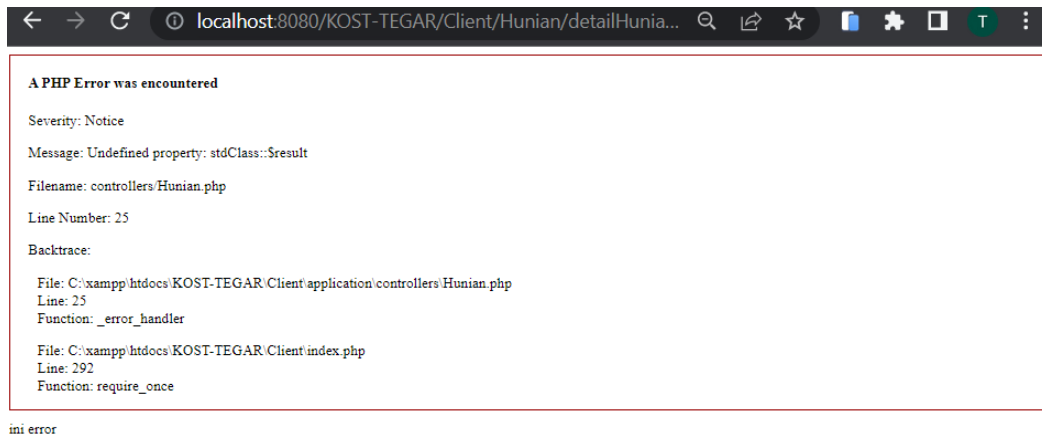 localhost:8080/KOST-TEGAR/Client/Hunian/detailHunia...
T
A PHP Error was encountered
Severity: Notice
Message: Undefined property: stdClass::$result
Filename: controllers/Hunian.php
Line Number: 25
Backtrace:
File: C:\xampp\htdocs\KOST-TEGAR\Client\application\controllers\Hunian.php
Line: 25
Function: _error_handler
File: C:\xampp\htdocs\KOST-TEGAR\Client\index.php
Line: 292
Function: require_once
ini error